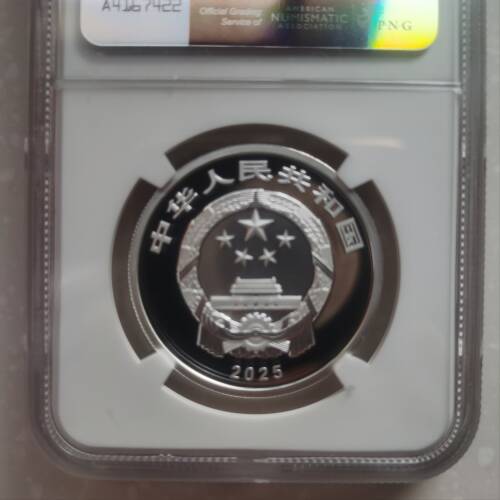 A4167422
Official Grading
Service of
AMERICAN
NUMISMATIC
ASSOCIATION
PNG
中华人民共和国
2025